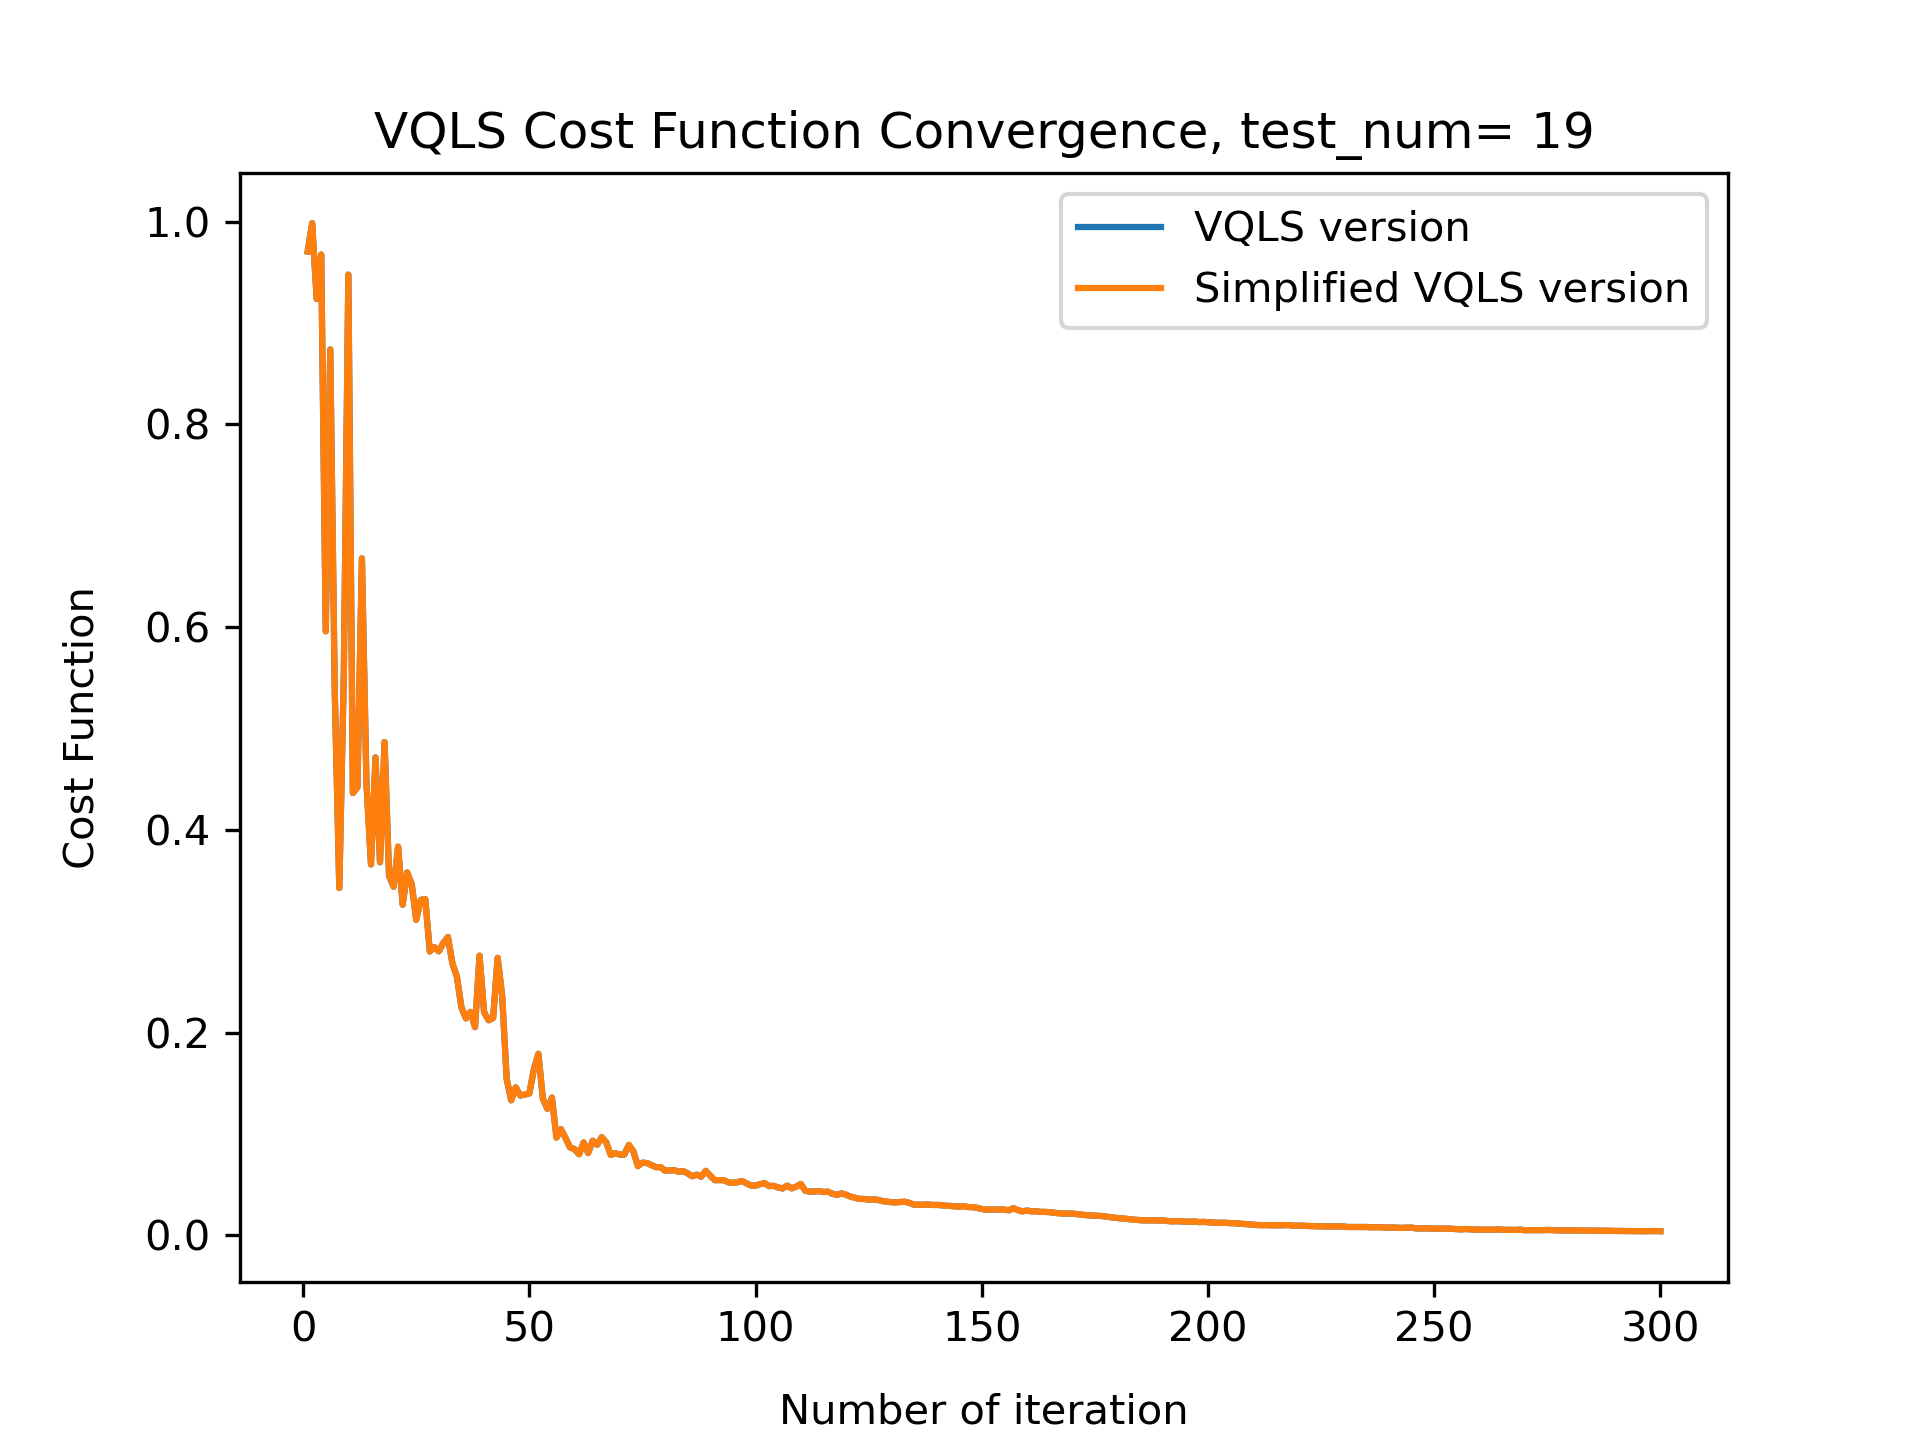 VQLS Cost Function Convergence, test_num= 19
VQLS version
Simplified VQLS version
1.0
0.8
0.6
0.4
0.2
0.0
Cost Function
0 50 100 150 200 250 300
Number of iteration